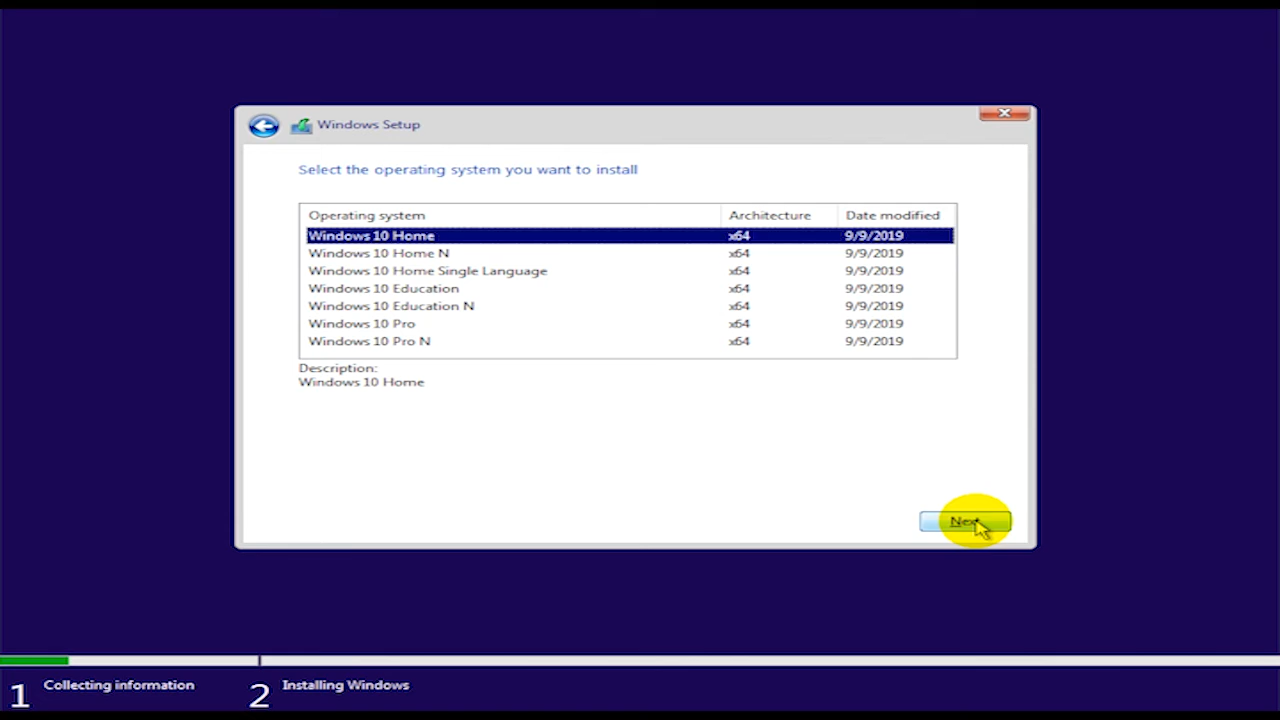 Windows Setup
Select the operating system you want to install
Operating system Architecture Date modified
Windows 10 Home x64 9/9/2019
Windows 10 Home N x64 9/9/2019
Windows 10 Home Single Language x64 9/9/2019
Windows 10 Education x64 9/9/2019
Windows 10 Education N x64 9/9/2019
Windows 10 Pro x64 9/9/2019
Windows 10 Pro N x64 9/9/2019
Description:
Windows 10 Home
Next
1 Collecting information 2 Installing Windows